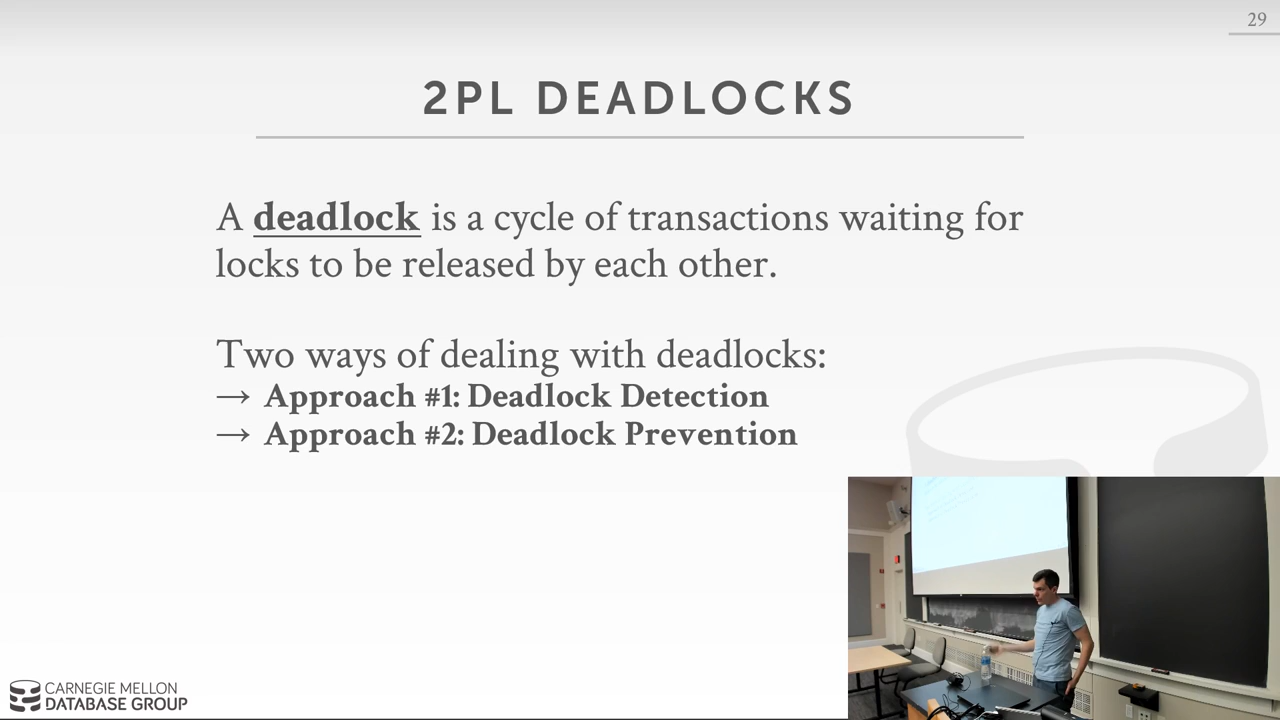 29
2PL DEADLOCKS
A deadlock is a cycle of transactions waiting for
locks to be released by each other.
Two ways of dealing with deadlocks:
→ Approach #1: Deadlock Detection
→ Approach #2: Deadlock Prevention
CARNEGIE MELLON
DATABASE GROUP